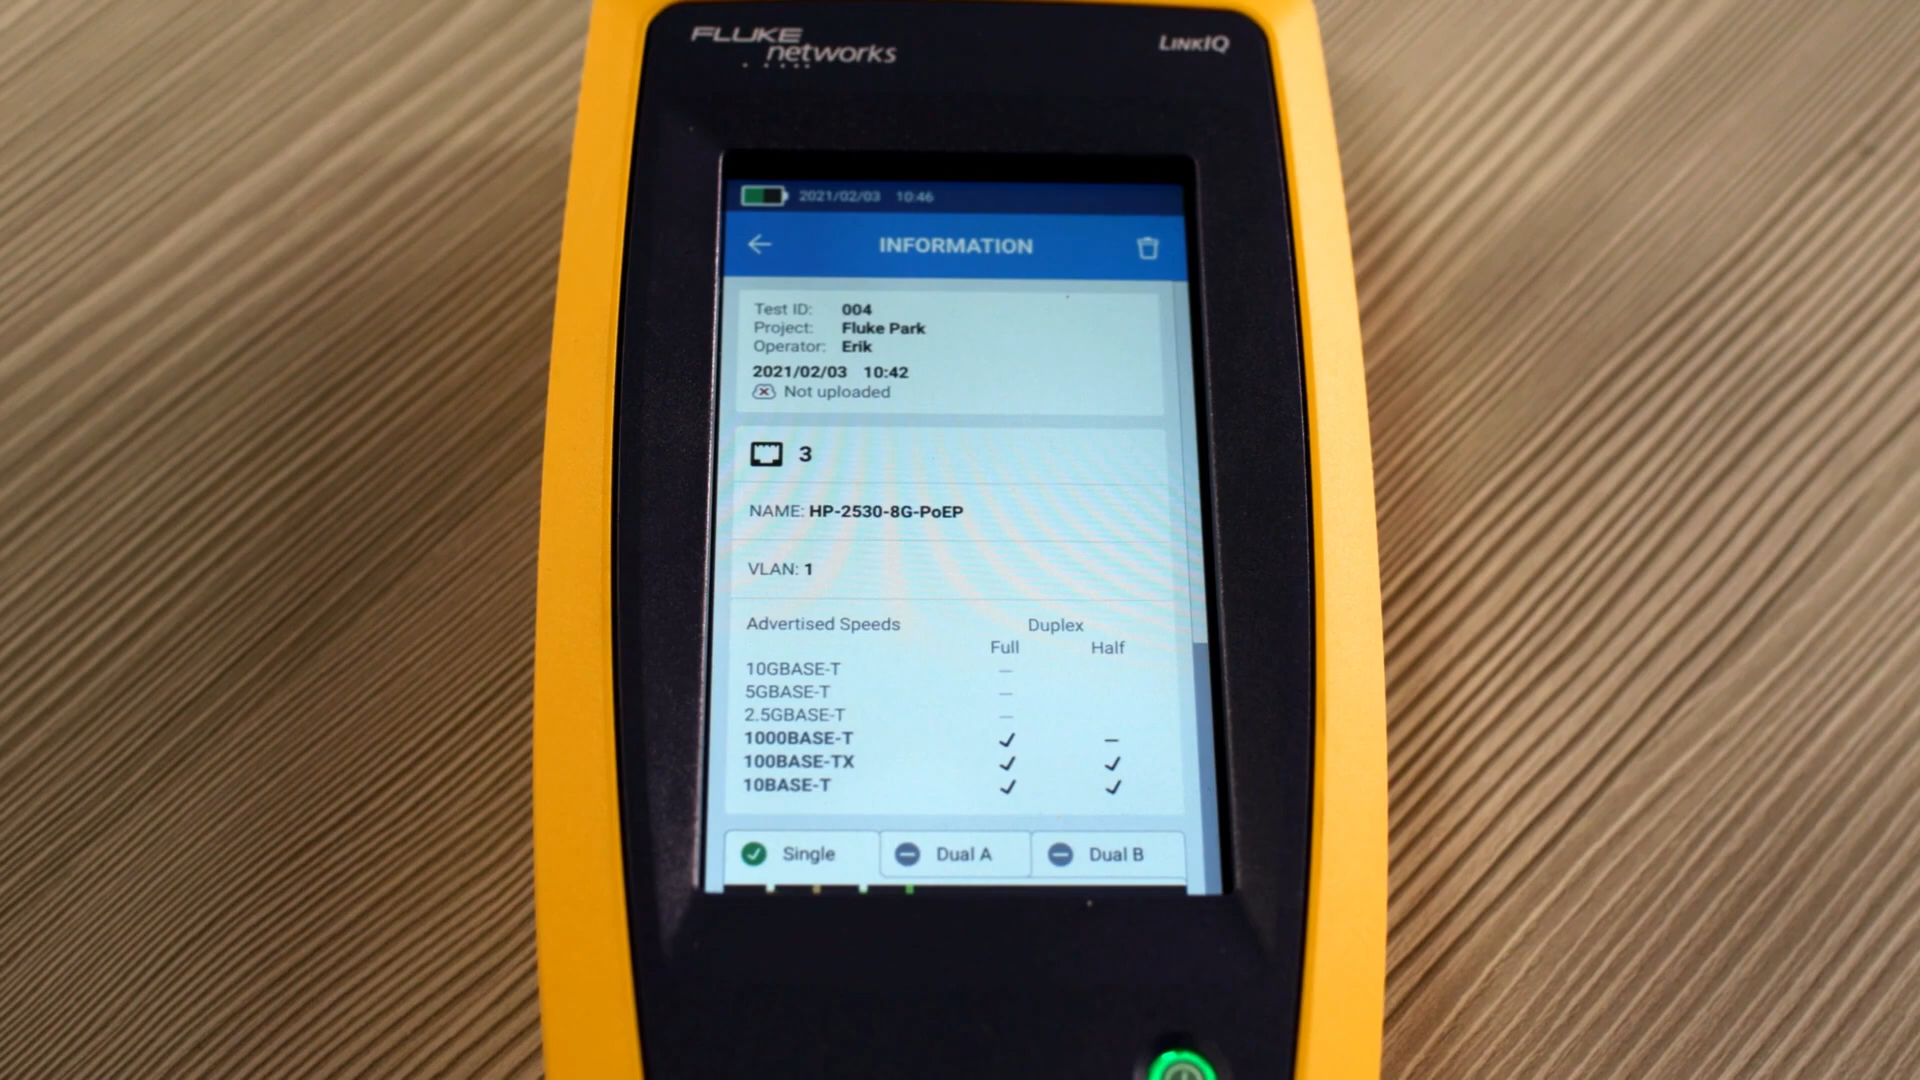 FLUKE
networks
LINKIQ
2021/02/03 10:46
INFORMATION
Test ID: 004
Project: Fluke Park
Operator: Erik
2021/02/03 10:42
Not uploaded
3
NAME: HP-2530-8G-PoEP
VLAN: 1
Advertised Speeds Duplex
Full Half
10GBASE-T –
5GBASE-T –
2.5GBASE-T –
1000BASE-T ✓ –
100BASE-TX ✓ ✓
10BASE-T ✓ ✓
Single Dual A Dual B